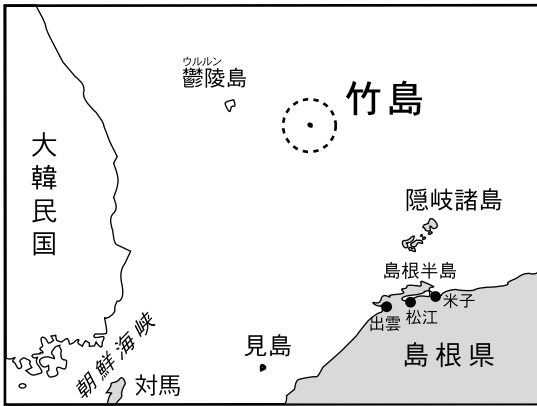 ウルルン
鬱陵島
竹島
大韓民国
隠岐諸島
島根半島
米子
松江
出雲
島根県
見島
朝鮮海峡
対馬